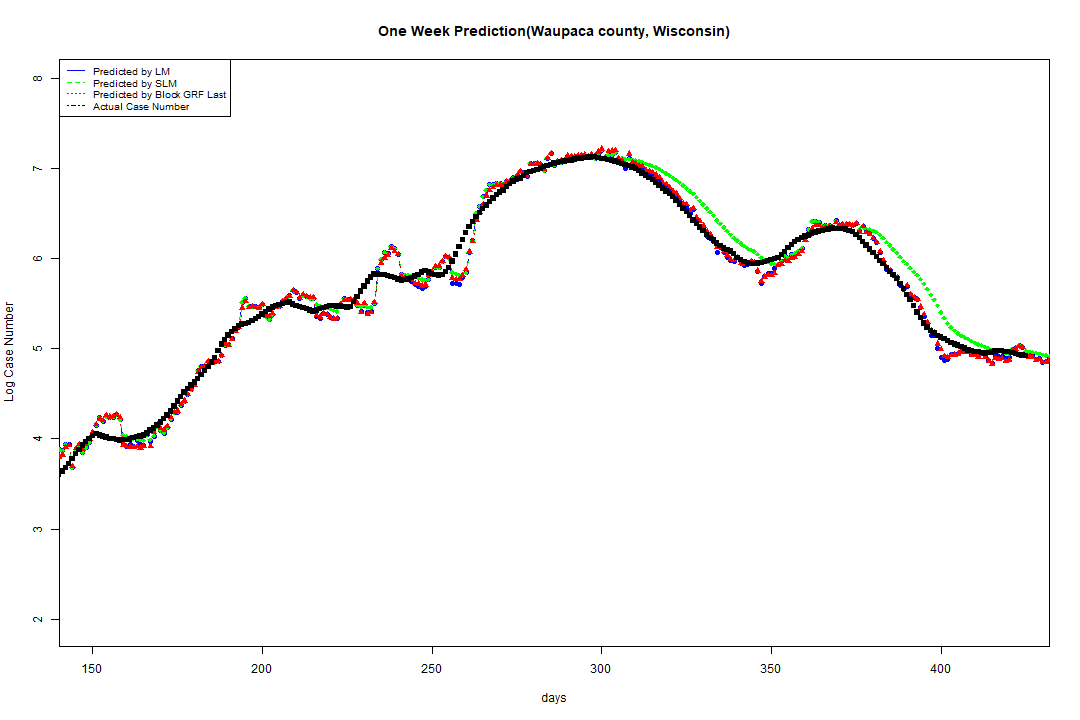 One Week Prediction(Waupaca county, Wisconsin)
Predicted by LM
Predicted by SLM
Predicted by Block GRF Last
Actual Case Number
8
7
6
5
4
3
2
Log Case Number
150 200 250 300 350 400
days